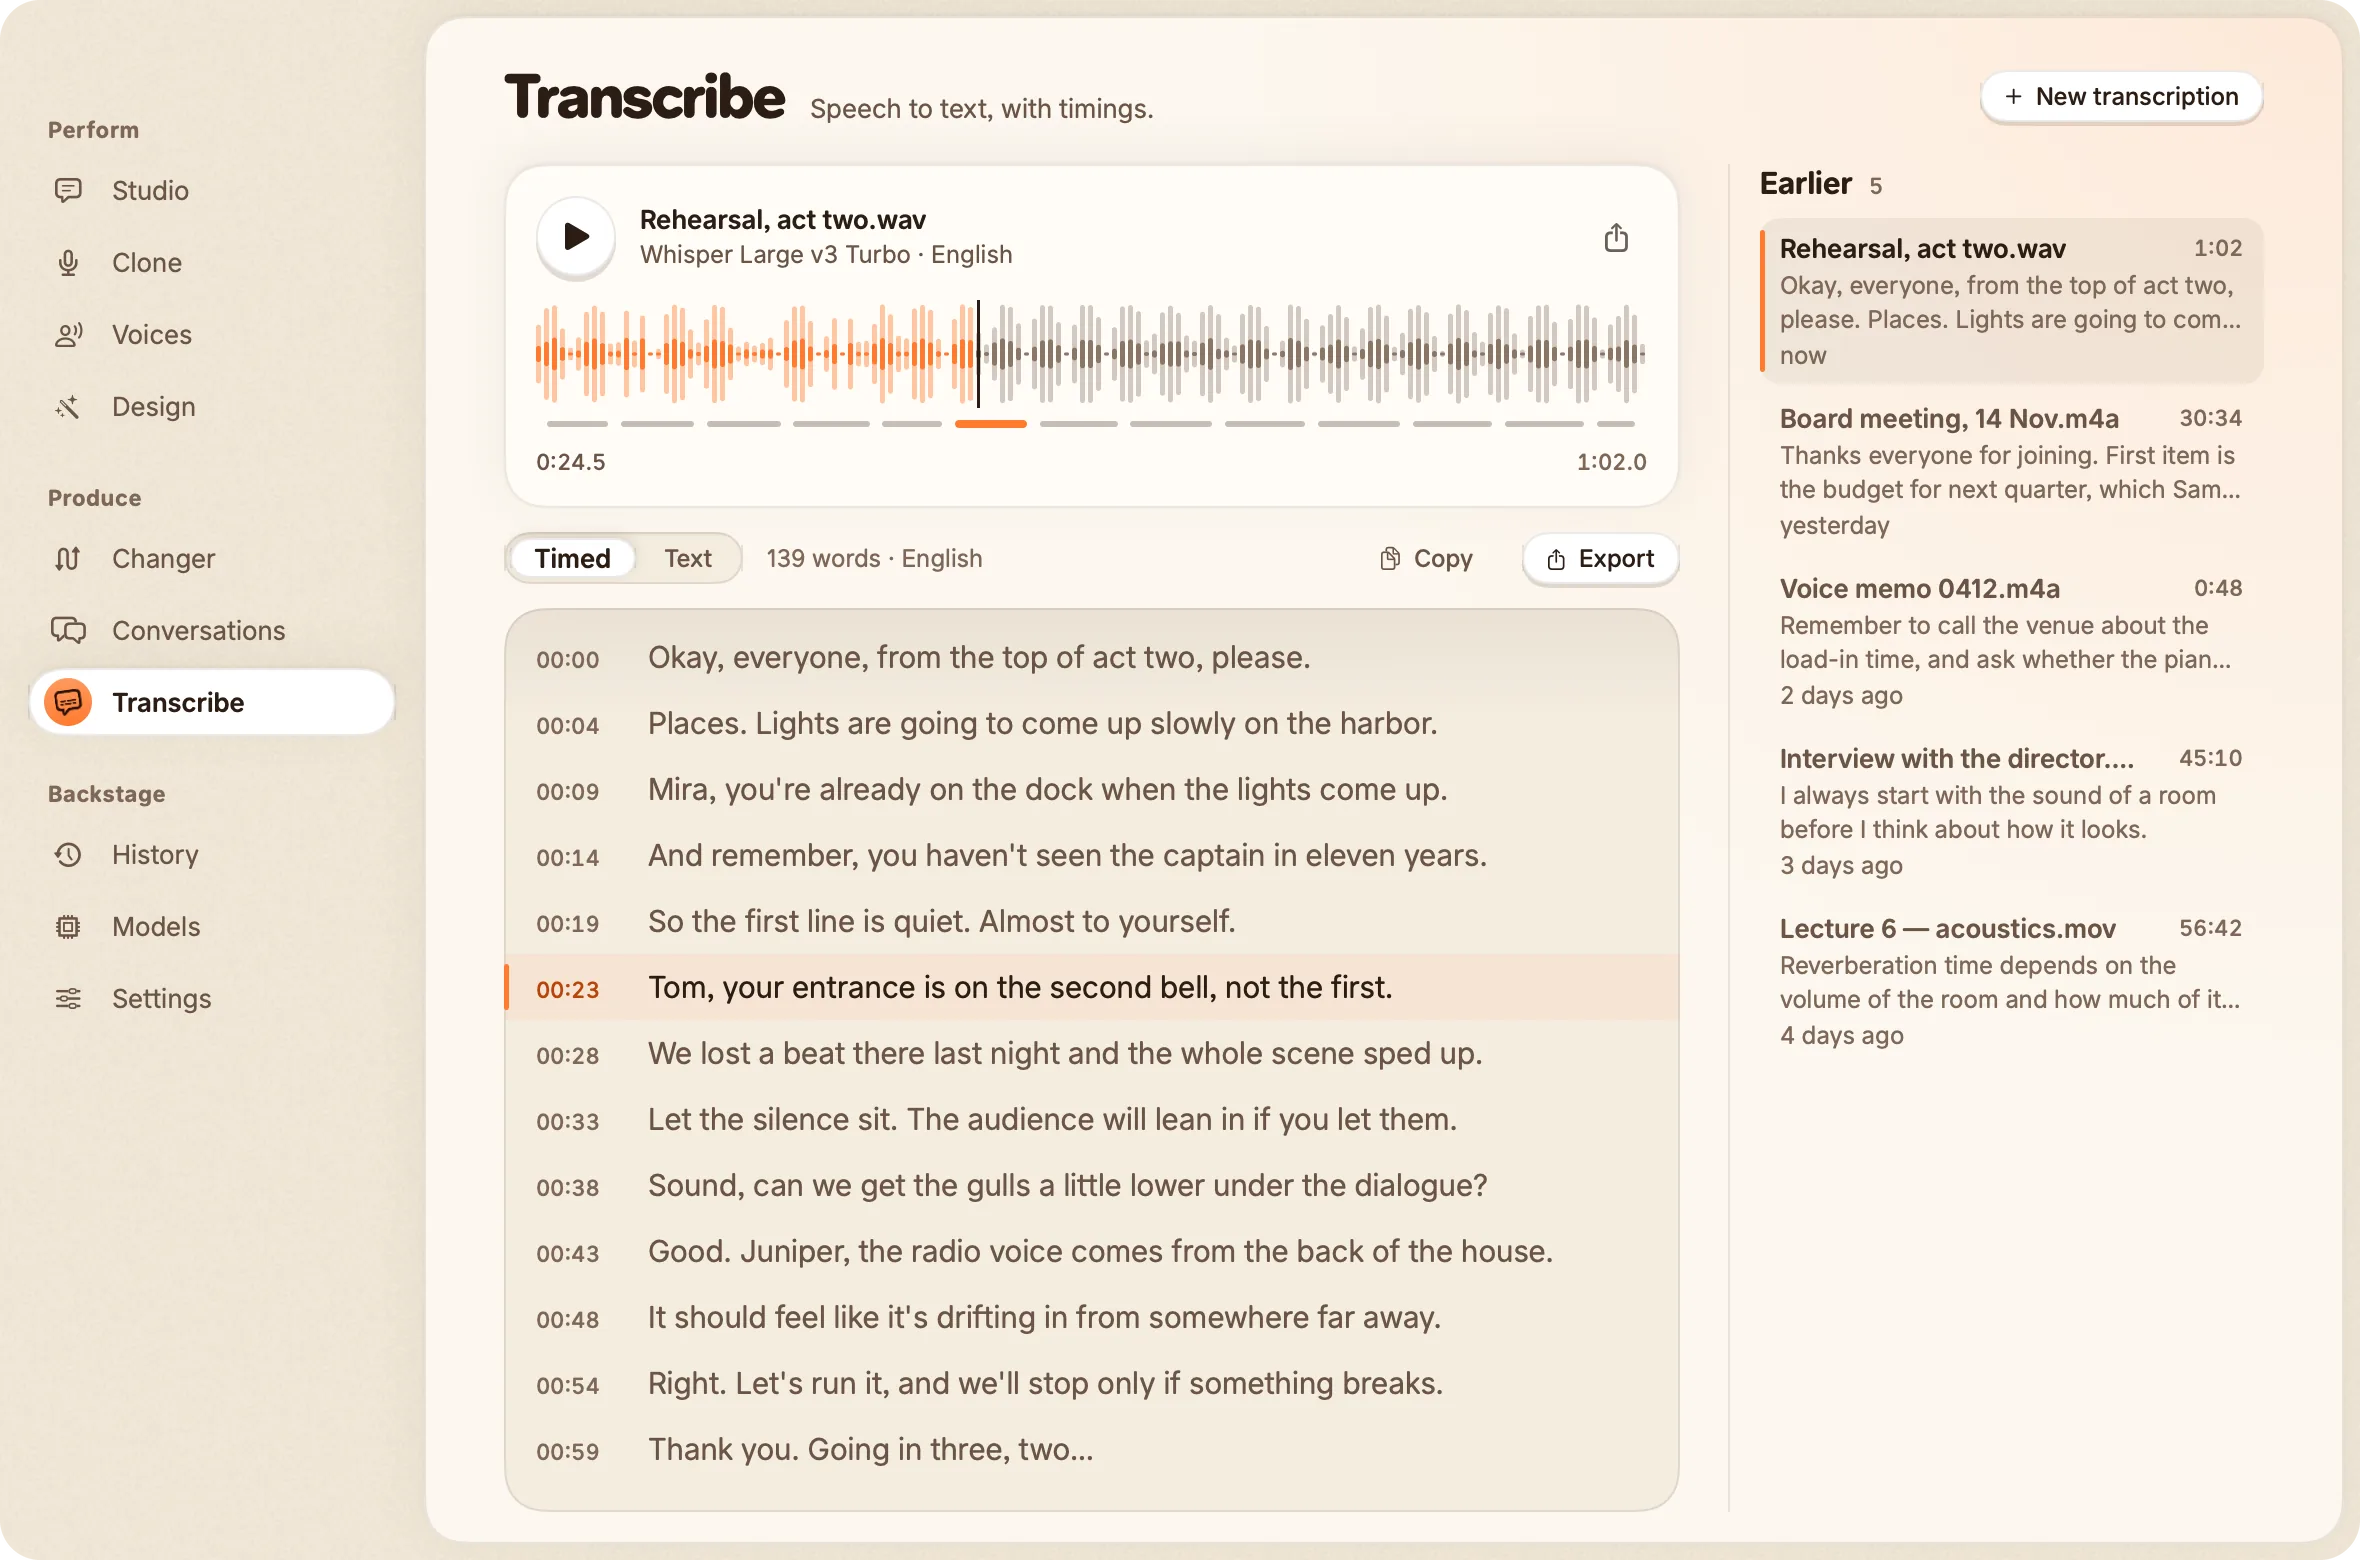 Perform
Studio
Clone
Voices
Design
Produce
Changer
Conversations
Transcribe
Backstage
History
Models
Settings
Transcribe Speech to text, with timings.
+ New transcription
Rehearsal, act two.wav
Whisper Large v3 Turbo · English
0:24.5 1:02.0
Timed Text 139 words · English Copy Export
00:00 Okay, everyone, from the top of act two, please.
00:04 Places. Lights are going to come up slowly on the harbor.
00:09 Mira, you're already on the dock when the lights come up.
00:14 And remember, you haven't seen the captain in eleven years.
00:19 So the first line is quiet. Almost to yourself.
00:23 Tom, your entrance is on the second bell, not the first.
00:28 We lost a beat there last night and the whole scene sped up.
00:33 Let the silence sit. The audience will lean in if you let them.
00:38 Sound, can we get the gulls a little lower under the dialogue?
00:43 Good. Juniper, the radio voice comes from the back of the house.
00:48 It should feel like it's drifting in from somewhere far away.
00:54 Right. Let's run it, and we'll stop only if something breaks.
00:59 Thank you. Going in three, two...
Earlier 5
Rehearsal, act two.wav 1:02
Okay, everyone, from the top of act two,
please. Places. Lights are going to com...
now
Board meeting, 14 Nov.m4a 30:34
Thanks everyone for joining. First item is
the budget for next quarter, which Sam...
yesterday
Voice memo 0412.m4a 0:48
Remember to call the venue about the
load-in time, and ask whether the pian...
2 days ago
Interview with the director.... 45:10
I always start with the sound of a room
before I think about how it looks.
3 days ago
Lecture 6 — acoustics.mov 56:42
Reverberation time depends on the
volume of the room and how much of it...
4 days ago